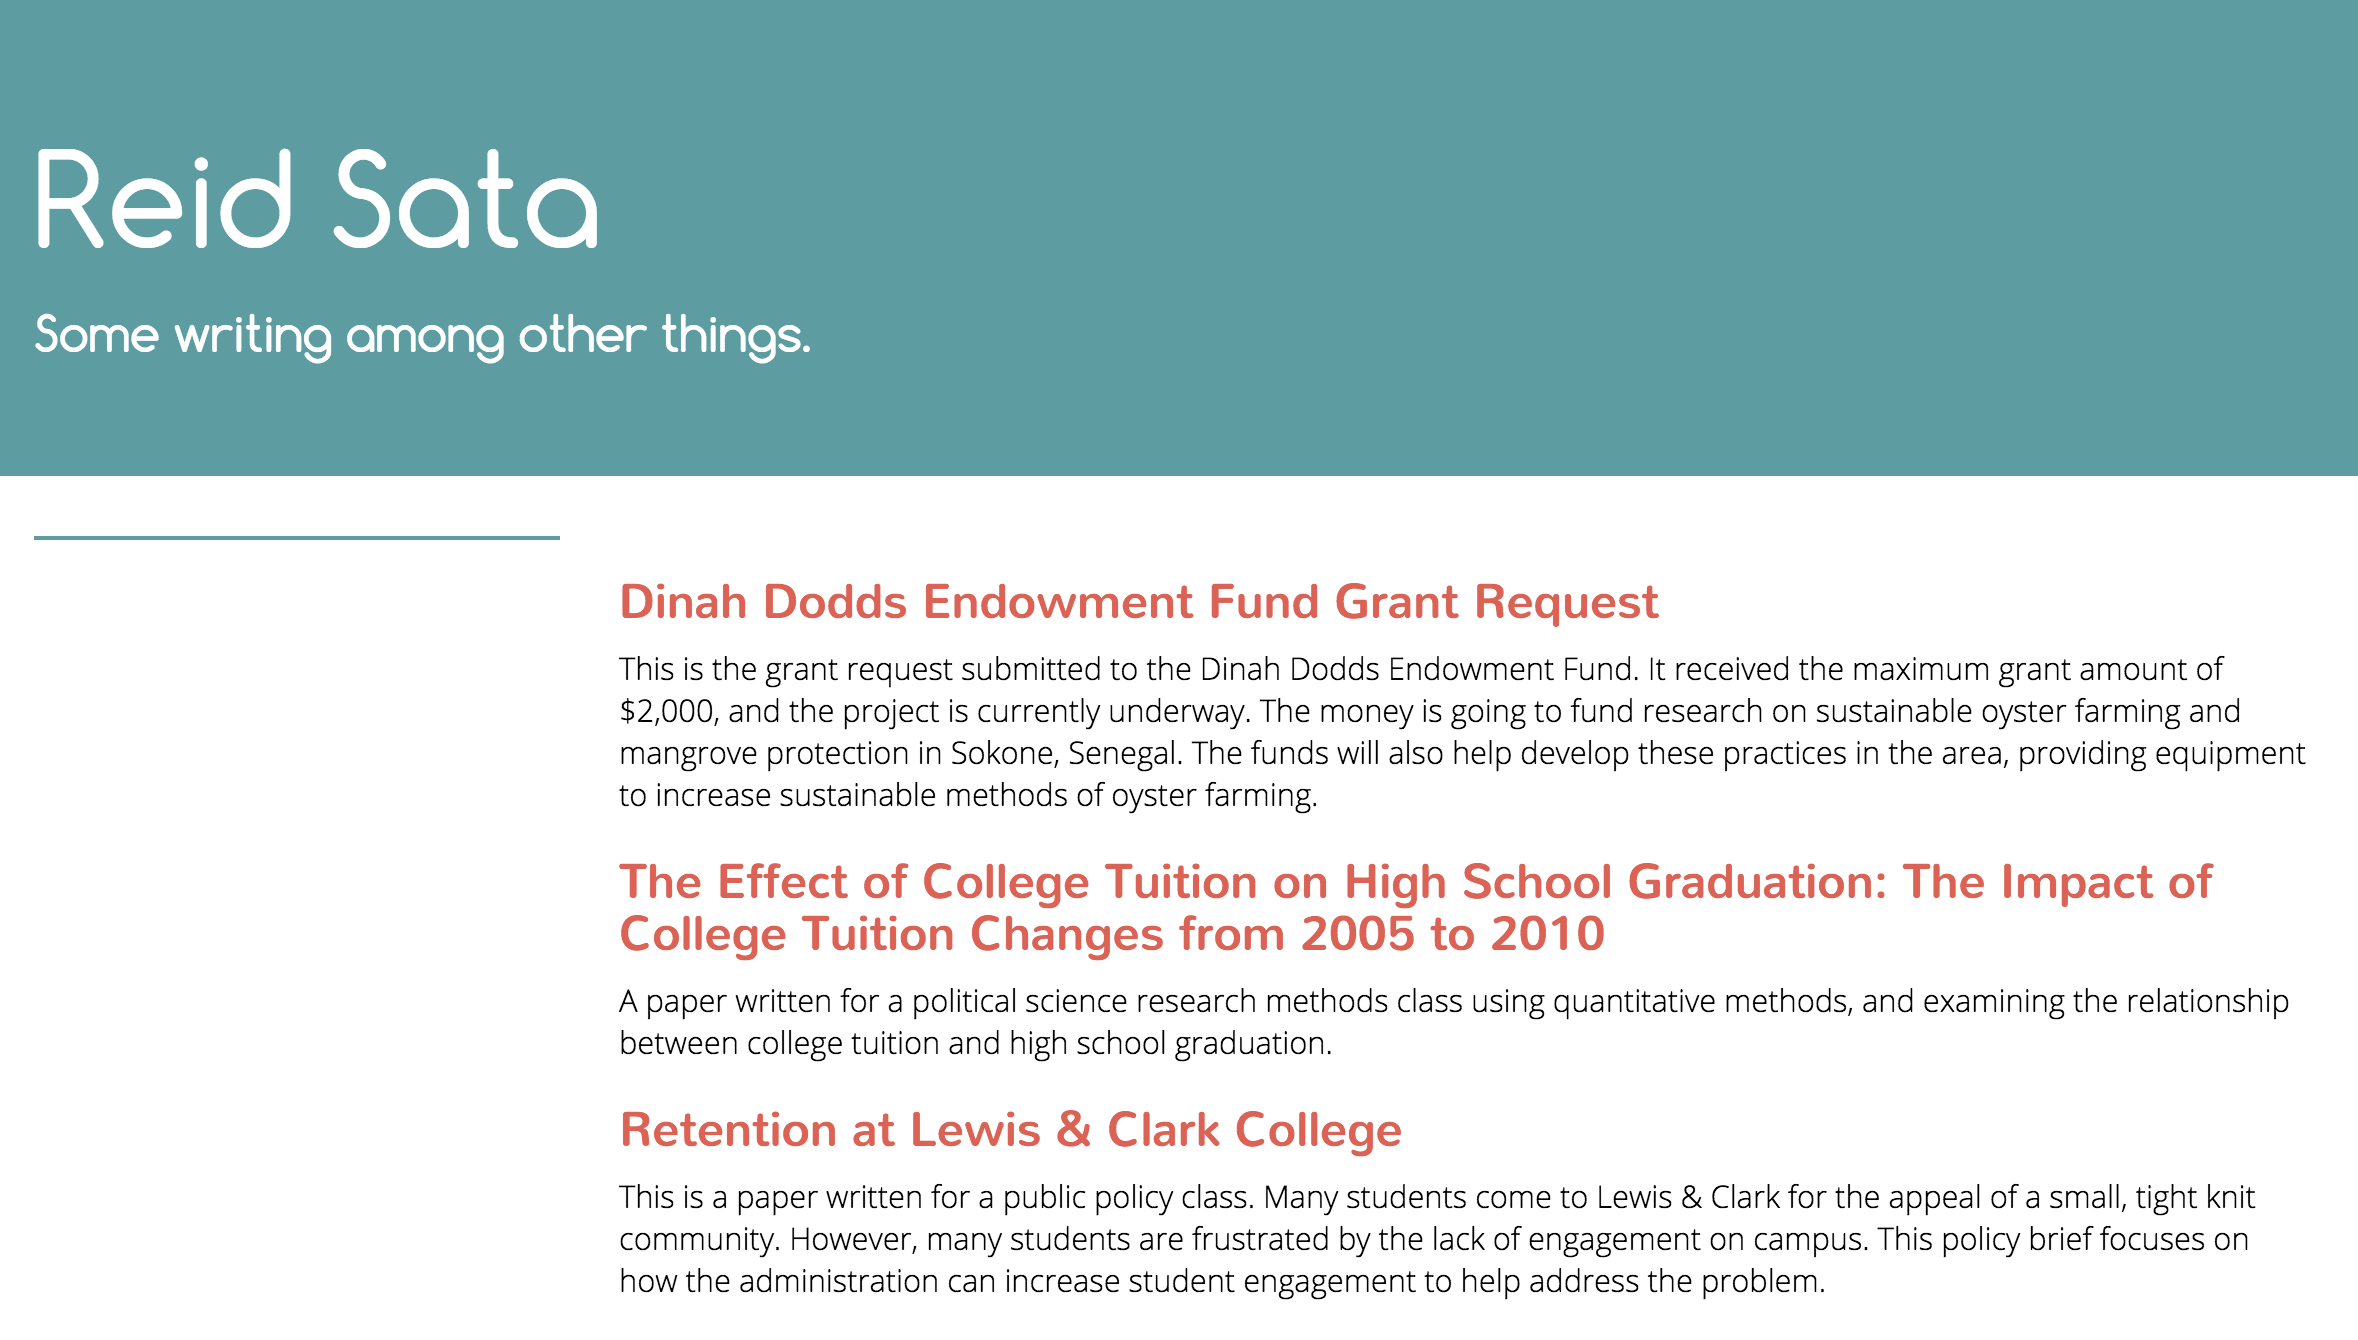 Reid Sata
Some writing among other things.
Dinah Dodds Endowment Fund Grant Request
This is the grant request submitted to the Dinah Dodds Endowment Fund. It received the maximum grant amount of
$2,000, and the project is currently underway. The money is going to fund research on sustainable oyster farming and
mangrove protection in Sokone, Senegal. The funds will also help develop these practices in the area, providing equipment
to increase sustainable methods of oyster farming.
The Effect of College Tuition on High School Graduation: The Impact of
College Tuition Changes from 2005 to 2010
A paper written for a political science research methods class using quantitative methods, and examining the relationship
between college tuition and high school graduation.
Retention at Lewis & Clark College
This is a paper written for a public policy class. Many students come to Lewis & Clark for the appeal of a small, tight knit
community. However, many students are frustrated by the lack of engagement on campus. This policy brief focuses on
how the administration can increase student engagement to help address the problem.